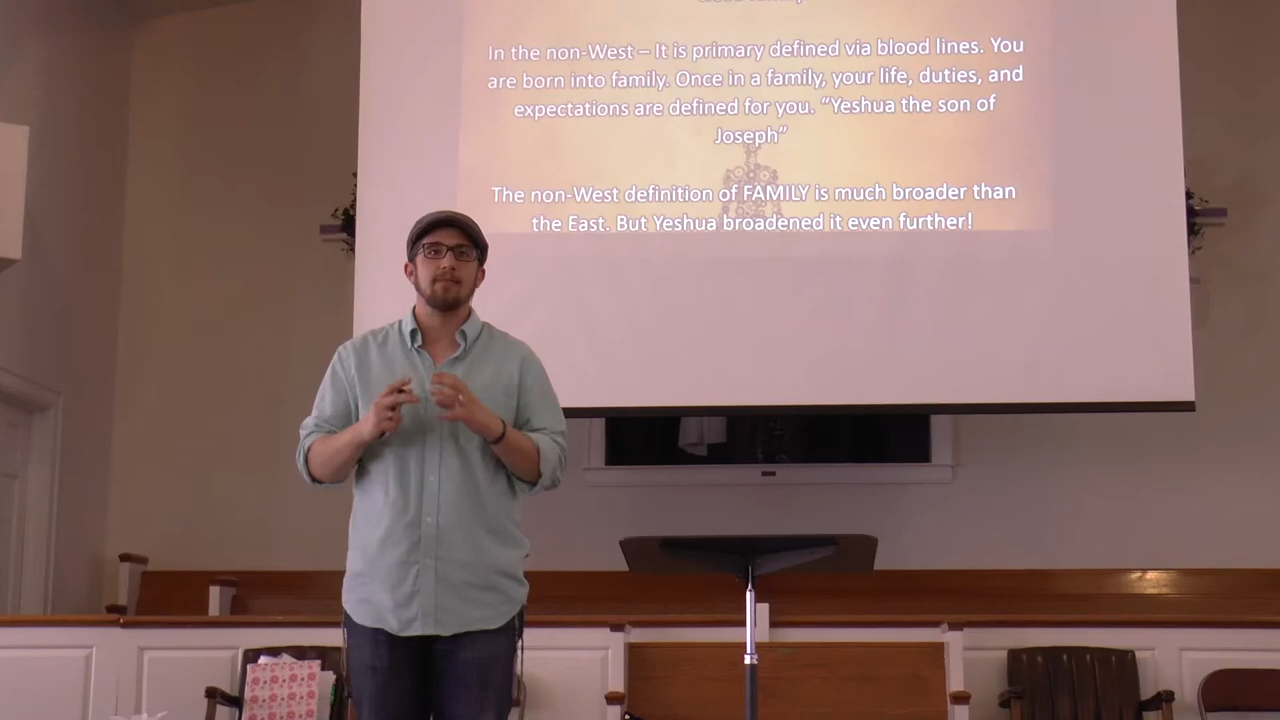 In the non-West – It is primary defined via blood lines. You
are born into family. Once in a family, your life, duties, and
expectations are defined for you. “Yeshua the son of
Joseph”
The non-West definition of FAMILY is much broader than
the East. But Yeshua broadened it even further!